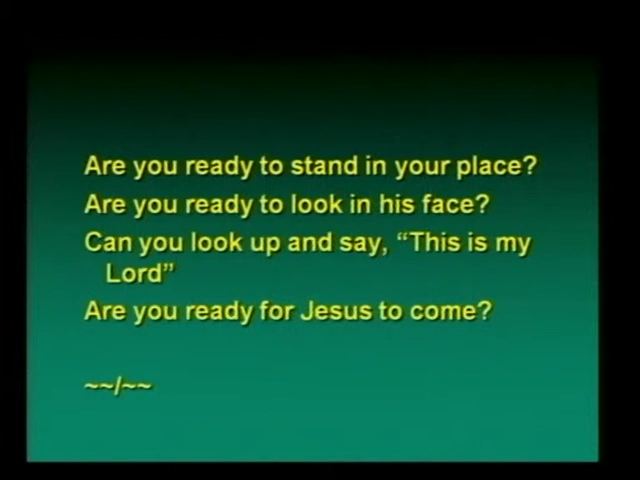 Are you ready to stand in your place?
Are you ready to look in his face?
Can you look up and say, “This is my
Lord”
Are you ready for Jesus to come?
~~/~~